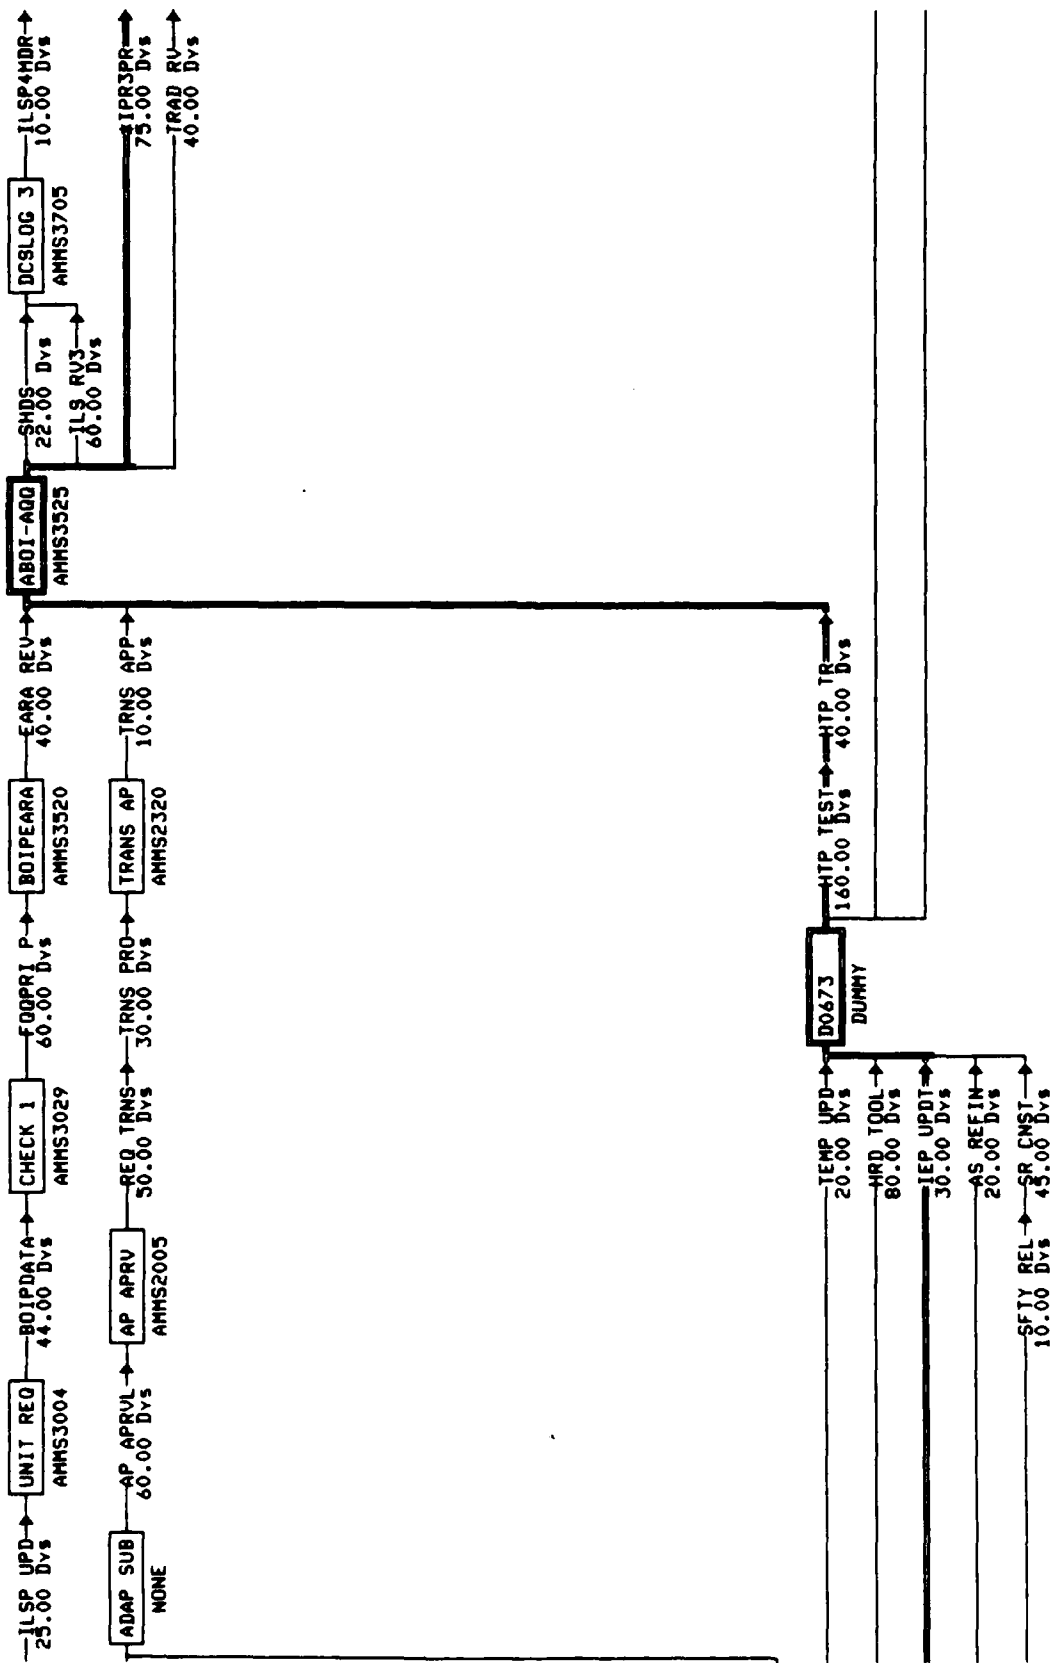 ILSP UPD
25.00 Dys
UNIT REQ
AMMS3004
BOIPDATA
44.00 Dys
CHECK 1
AMMS3029
FQQPRI P
60.00 Dys
BOIPEARA
AMMS3520
EARA REV
40.00 Dys
ABOI-AQQ
AMMS3525
SMDS
22.00 Dys
ILS RV3
60.00 Dys
DCSLOG 3
AMMS3705
ILSP4MDR
10.00 Dys
IPR3PR
75.00 Dys
TRAD RV
40.00 Dys
ADAP SUB
NONE
AP APRVL
60.00 Dys
AP APRV
AMMS2005
REQ TRNS
50.00 Dys
TRNS PRO
30.00 Dys
TRANS AP
AMMS2320
TRNS APP
10.00 Dys
TEMP UPD
20.00 Dys
HRD TOOL
80.00 Dys
IEP UPDT
30.00 Dys
AS REFIN
20.00 Dys
SFTY REL
10.00 Dys
SR CNST
45.00 Dys
D0673
DUMMY
HTP TEST
160.00 Dys
HTP TR
40.00 Dys